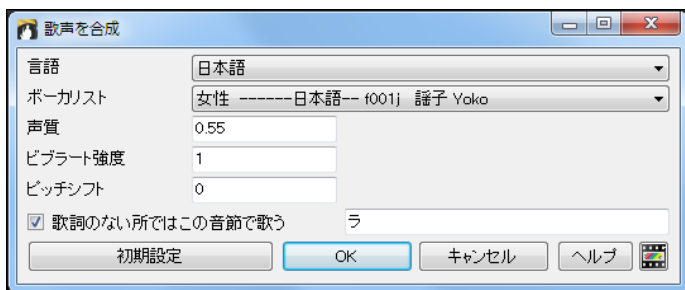 歌声を合成
言語 日本語
ボーカリスト 女性 ------日本語-- f001j 謡子 Yoko
声質 0.55
ビブラート強度 1
ピッチシフト 0
歌詞のない所ではこの音節で歌う ラ
初期設定 OK キャンセル ヘルプ